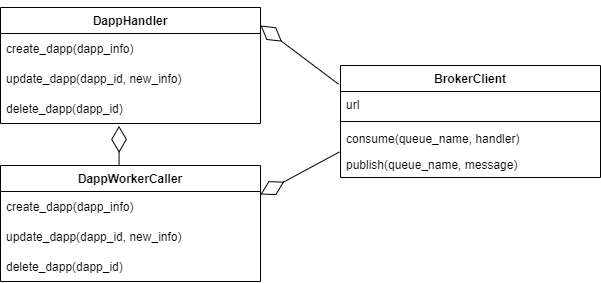 DappHandler
create_dapp(dapp_info)
update_dapp(dapp_id, new_info)
delete_dapp(dapp_id)
BrokerClient
url
consume(queue_name, handler)
publish(queue_name, message)
DappWorkerCaller
create_dapp(dapp_info)
update_dapp(dapp_id, new_info)
delete_dapp(dapp_id)